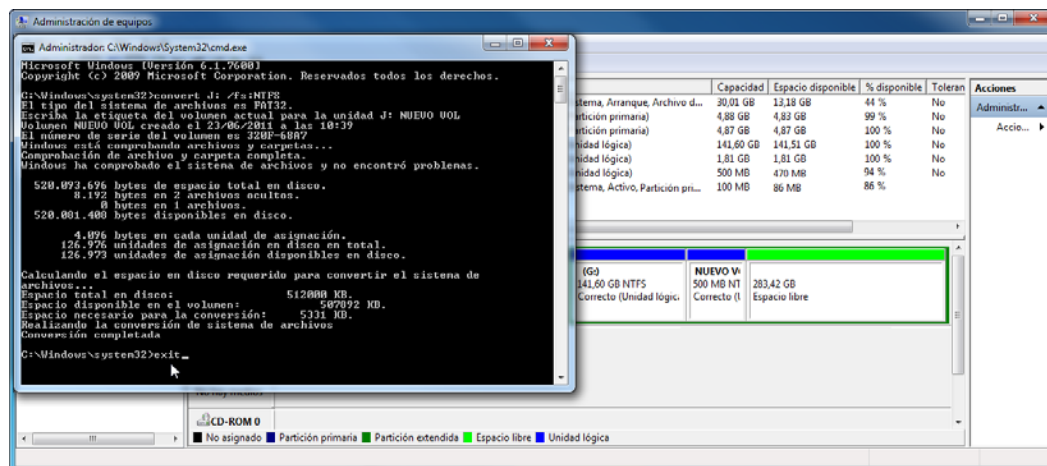 Administración de equipos
Administrador: C:\Windows\System32\cmd.exe
Microsoft Windows [Versión 6.1.7600]
Copyright (c) 2009 Microsoft Corporation. Reservados todos los derechos.
C:\Windows\system32>convert J: /fs:NTFS
El tipo del sistema de archivos es FAT32.
Escriba la etiqueta del volumen actual para la unidad J: NUEVO VOL
Volumen NUEVO VOL creado el 23/06/2011 a las 10:39
El número de serie del volumen es 320F-68A7
Windows está comprobando archivos y carpetas...
Comprobación de archivo y carpeta completa.
Windows ha comprobado el sistema de archivos y no encontró problemas.
520.093.696 bytes de espacio total en disco.
8.192 bytes en 2 archivos ocultos.
0 bytes en 1 archivos.
520.081.408 bytes disponibles en disco.
4.096 bytes en cada unidad de asignación.
126.976 unidades de asignación en disco en total.
126.973 unidades de asignación disponibles en disco.
Calculando el espacio en disco requerido para convertir el sistema de
archivos...
Espacio total en disco: 512000 KB.
Espacio disponible en el volumen: 507092 KB.
Espacio necesario para la conversión: 5331 KB.
Realizando la conversión de sistema de archivos
Conversión completada
C:\Windows\system32>exit_
Capacidad Espacio disponible % disponible Toleran
stema, Arranque, Archivo d... 30,01 GB 13,18 GB 44 % No
artición primaria) 4,88 GB 4,83 GB 99 % No
artición primaria) 4,87 GB 4,87 GB 100 % No
nidad lógica) 141,60 GB 141,51 GB 100 % No
nidad lógica) 1,81 GB 1,81 GB 100 % No
nidad lógica) 500 MB 470 MB 94 % No
stema, Activo, Partición pri... 100 MB 86 MB 86 %
Acciones
Administr...
Accio...
(G:)
141,60 GB NTFS
Correcto (Unidad lógic.
NUEVO V
500 MB NT
Correcto (
283,42 GB
Espacio libre
No hay medios
CD-ROM 0
No asignado Partición primaria Partición extendida Espacio libre Unidad lógica